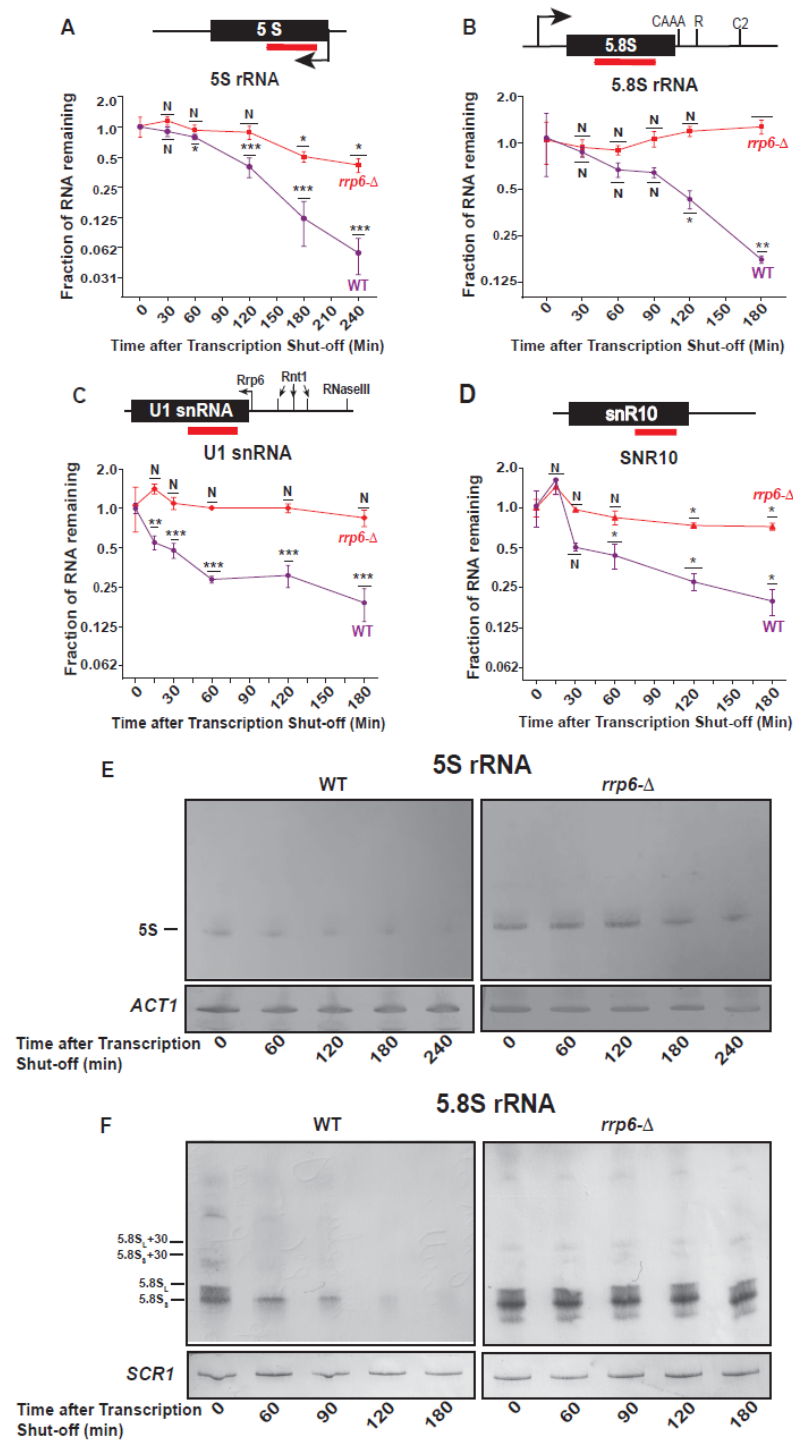 A
5 S
5S rRNA
Fraction of RNA remaining
2.0
1.0
0.5
0.25
0.125
0.062
0.031
N N N * *
N * *** *** ***
rrp6-Δ
WT
0 30 60 90 120 150 180 210 240
Time after Transcription Shut-off (Min)
B
CAAA R C2
5.8S
5.8S rRNA
Fraction of RNA remaining
2.0
1.0
0.5
0.25
0.125
N N N N
N N N * **
rrp6-Δ
WT
0 30 60 90 120 150 180
Time after Transcription Shut-off (Min)
C
Rrp6 Rnt1 RNaseIII
U1 snRNA
U1 snRNA
Fraction of RNA remaining
2.0
1.0
0.5
0.25
0.125
0.062
N N N N N
** *** *** *** ***
rrp6-Δ
WT
0 30 60 90 120 150 180
Time after Transcription Shut-off (Min)
D
snR10
SNR10
Fraction of RNA remaining
2.0
1.0
0.5
0.25
0.125
0.062
N N N * *
N * * *
rrp6-Δ
WT
0 30 60 90 120 150 180
Time after Transcription Shut-off (Min)
E
5S rRNA
WT rrp6-Δ
5S
ACT1
Time after Transcription
Shut-off (min)
0 60 120 180 240 0 60 120 180 240
F
5.8S rRNA
WT rrp6-Δ
5.8SL+30
5.8SS+30
5.8SL
5.8SS
SCR1
Time after Transcription
Shut-off (min)
0 60 90 120 180 0 60 90 120 180